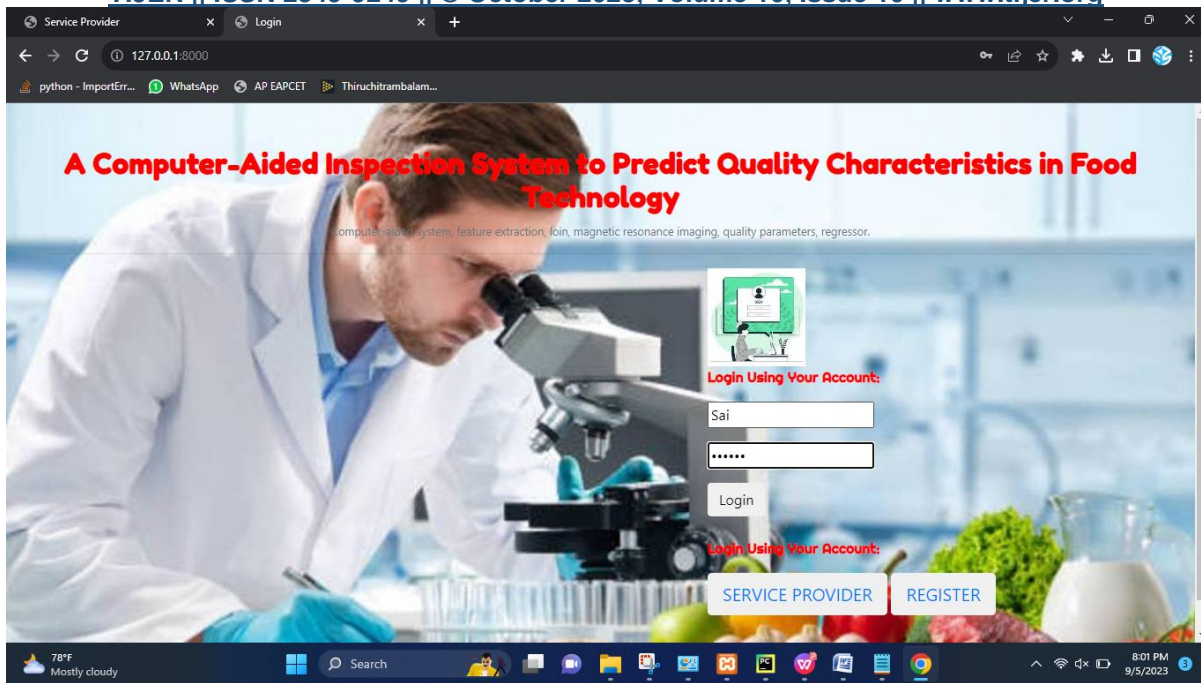 Service Provider
Login
127.0.0.1:8000
python - ImportErr...
WhatsApp
AP EAPCET
Thiruchitrambalam...
A Computer-Aided Inspection System to Predict Quality Characteristics in Food
Technology
Computer-aided system, feature extraction, loin, magnetic resonance imaging, quality parameters, regressor.
Login Using Your Account:
Sai
••••••
Login
Login Using Your Account:
SERVICE PROVIDER
REGISTER
78°F
Mostly cloudy
Search
8:01 PM
9/5/2023
3